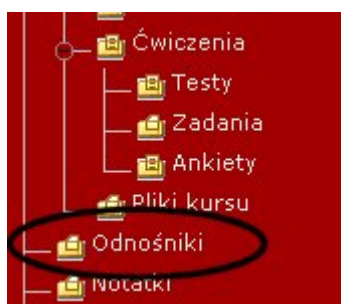 Ćwiczenia
Testy
Zadania
Ankiety
Pliki kursu
Odnośniki
Notatki